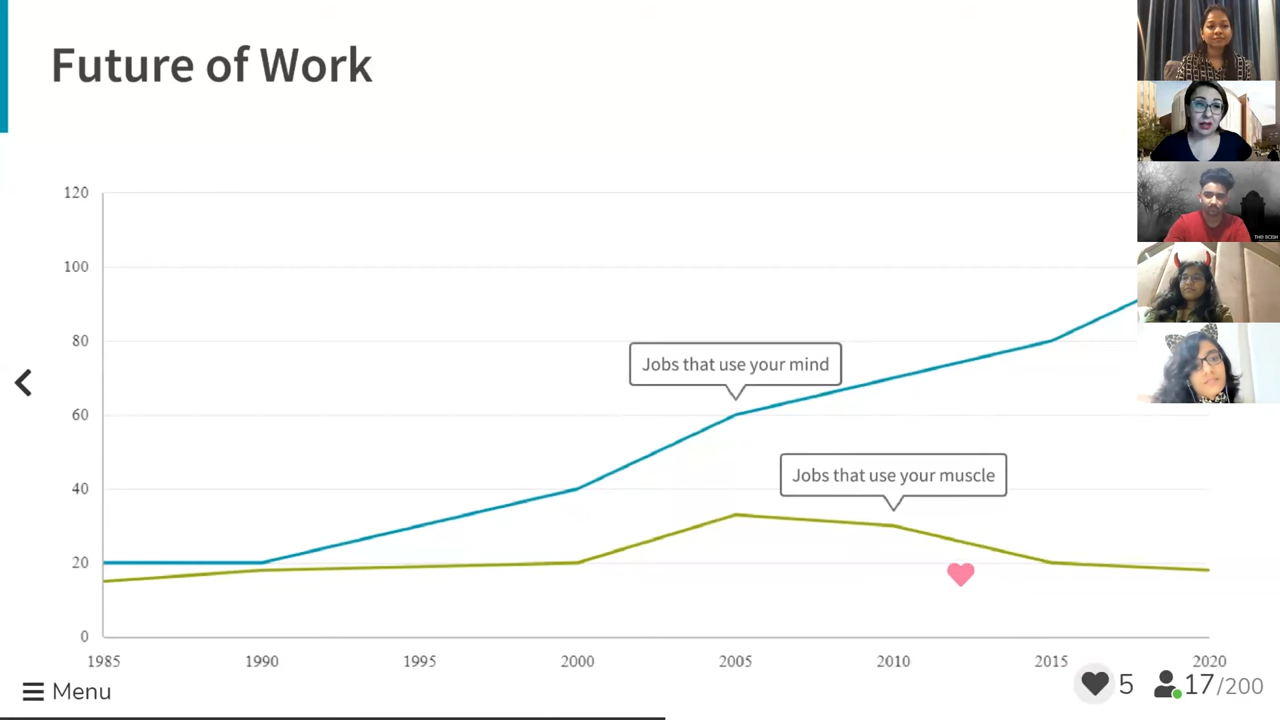 Future of Work
120
100
80
Jobs that use your mind
60
Jobs that use your muscle
40
20
0
1985 1990 1995 2000 2005 2010 2015 2020
Menu
5
17/200